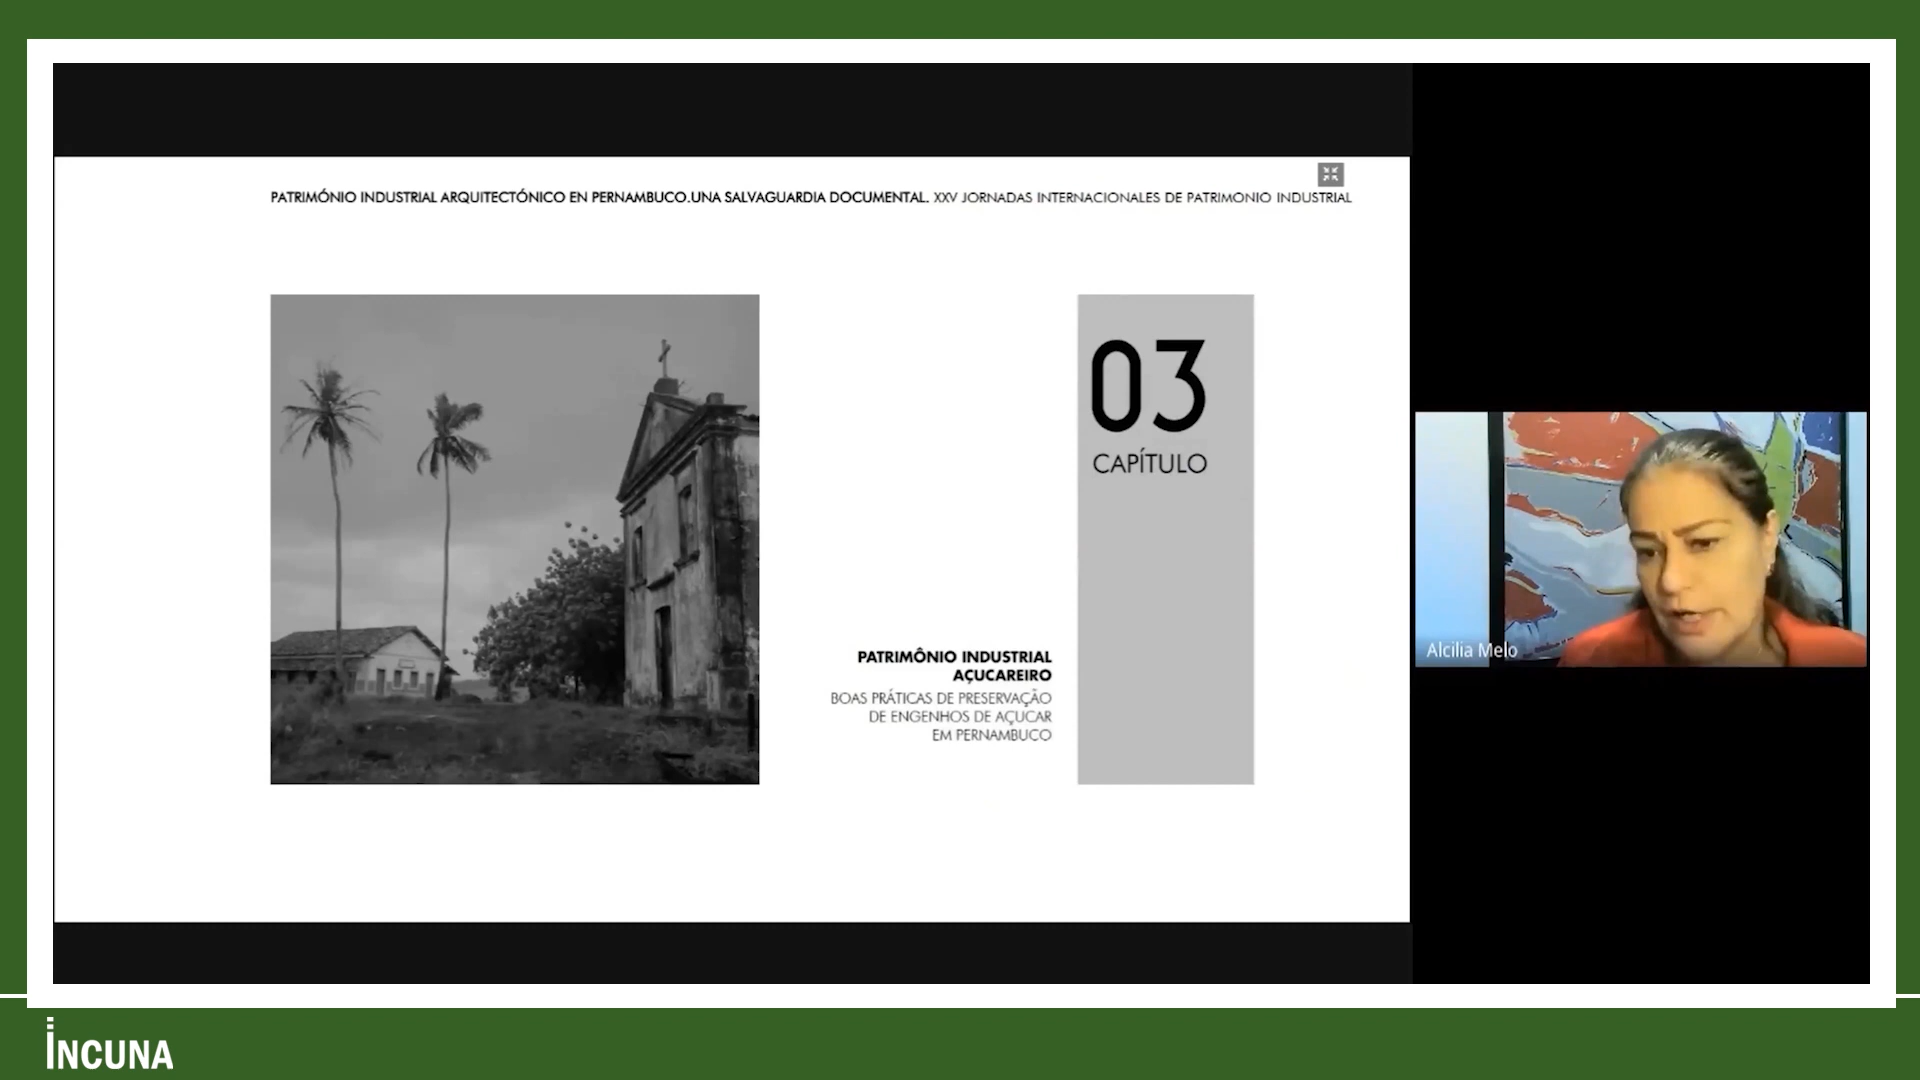 PATRIMÓNIO INDUSTRIAL ARQUITECTÓNICO EN PERNAMBUCO.UNA SALVAGUARDIA DOCUMENTAL. XXV JORNADAS INTERNACIONALES DE PATRIMONIO INDUSTRIAL
03
CAPÍTULO
PATRIMÔNIO INDUSTRIAL
AÇUCAREIRO
BOAS PRÁTICAS DE PRESERVAÇÃO
DE ENGENHOS DE AÇUCAR
EM PERNAMBUCO
Alcilia Melo
INCUNA